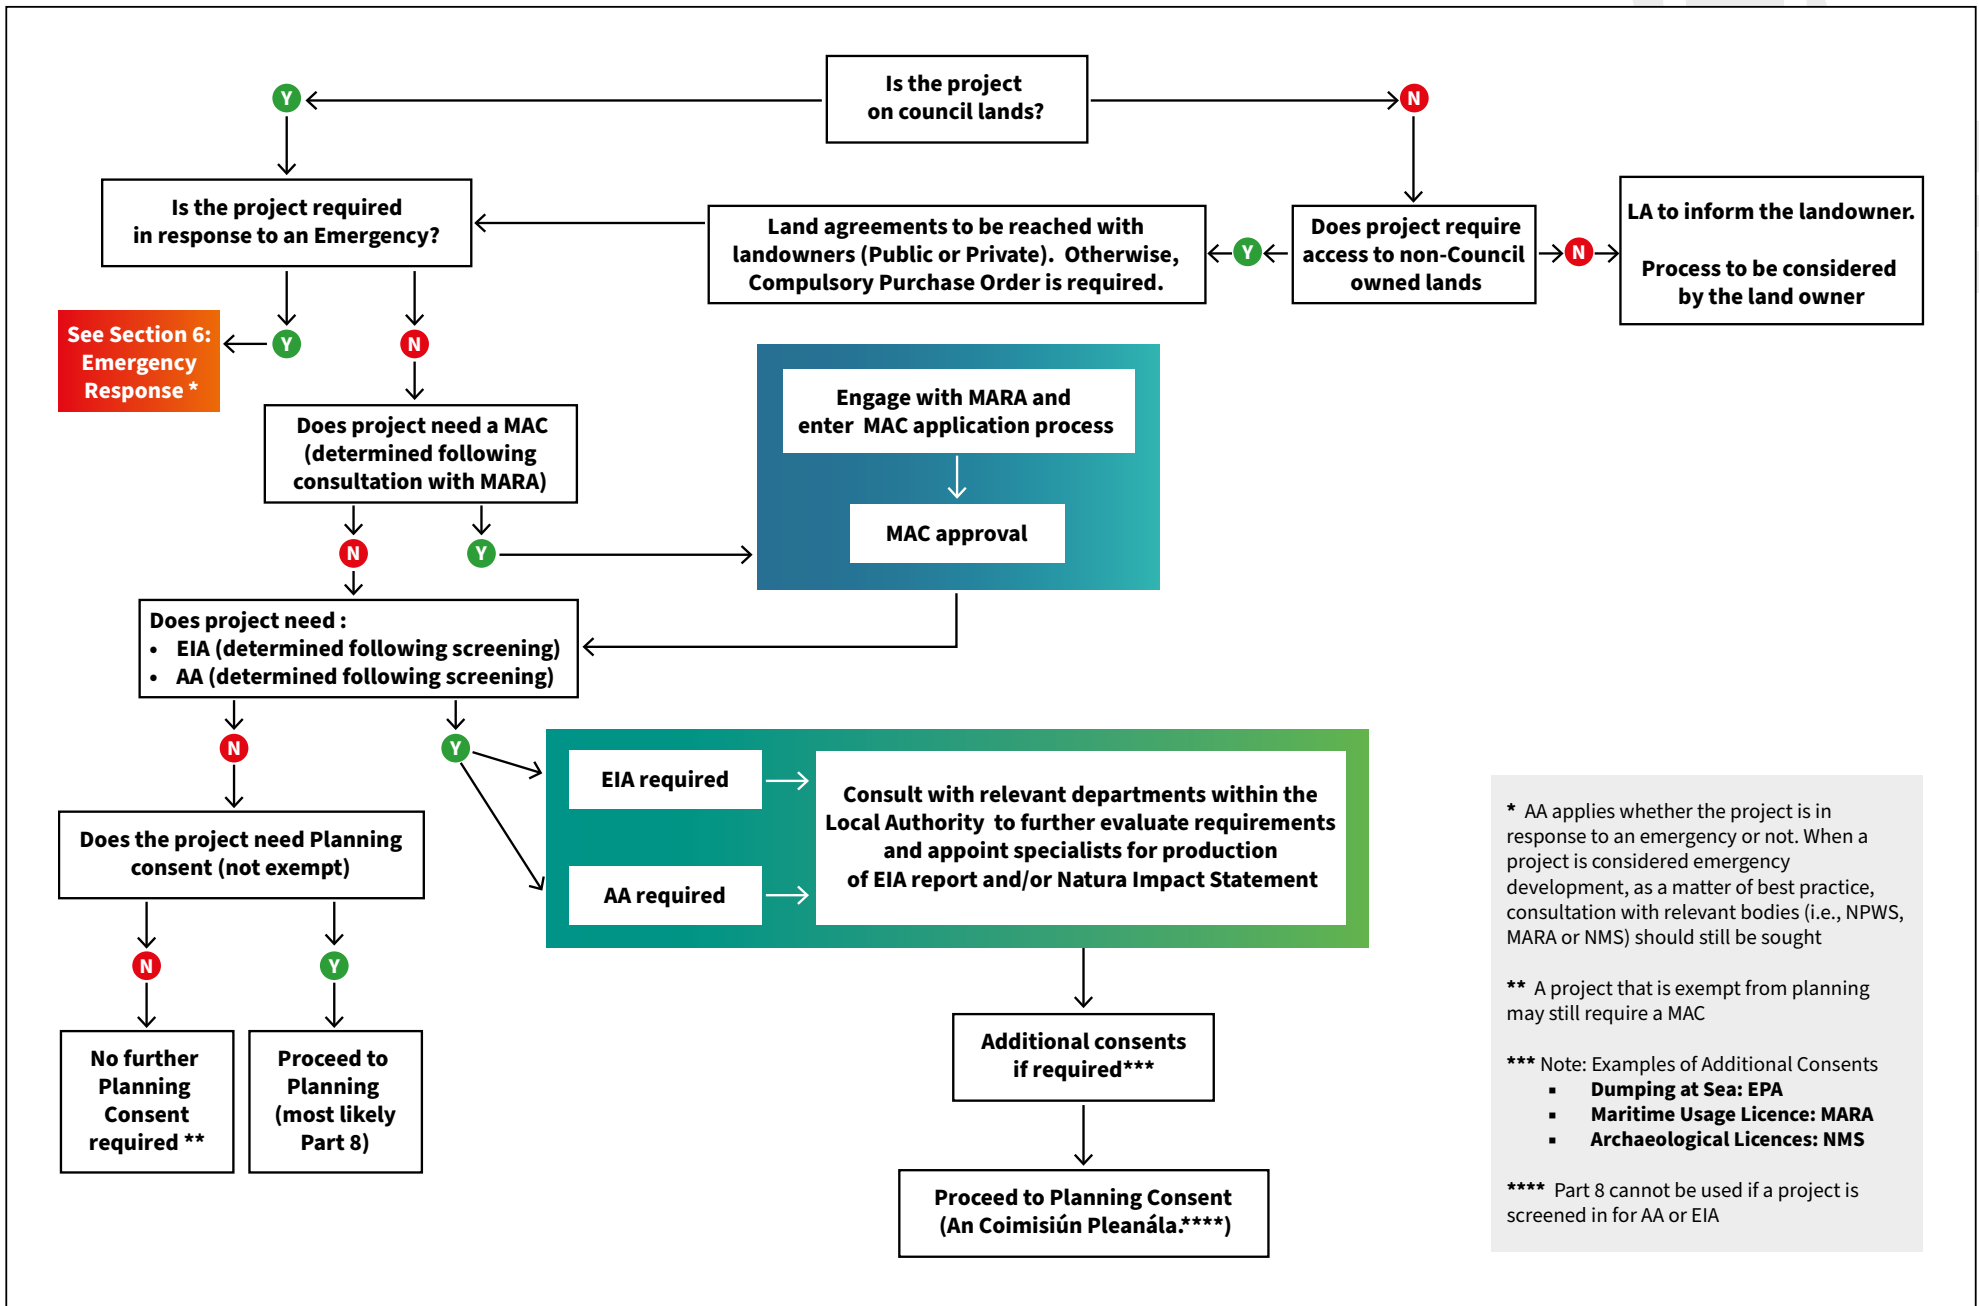 Is the project
on council lands?
Y
N
Is the project required
in response to an Emergency?
Land agreements to be reached with
landowners (Public or Private).  Otherwise,
Compulsory Purchase Order is required.
Y
Does project require
access to non-Council
owned lands
N
LA to inform the landowner.
Process to be considered
by the land owner
See Section 6:
Emergency
Response *
Y
N
Does project need a MAC
(determined following
consultation with MARA)
Engage with MARA and
enter  MAC application process
MAC approval
N
Y
Does project need :
• EIA (determined following screening)
• AA (determined following screening)
N
Y
EIA required
AA required
Consult with relevant departments within the
Local Authority  to further evaluate requirements
and appoint specialists for production
of EIA report and/or Natura Impact Statement
Does the project need Planning
consent (not exempt)
N
Y
No further
Planning
Consent
required **
Proceed to
Planning
(most likely
Part 8)
Additional consents
if required***
Proceed to Planning Consent
(An Coimisiún Pleanála.****)
* AA applies whether the project is in
response to an emergency or not. When a
project is considered emergency
development, as a matter of best practice,
consultation with relevant bodies (i.e., NPWS,
MARA or NMS) should still be sought
** A project that is exempt from planning
may still require a MAC
*** Note: Examples of Additional Consents
▪ Dumping at Sea: EPA
▪ Maritime Usage Licence: MARA
▪ Archaeological Licences: NMS
**** Part 8 cannot be used if a project is
screened in for AA or EIA